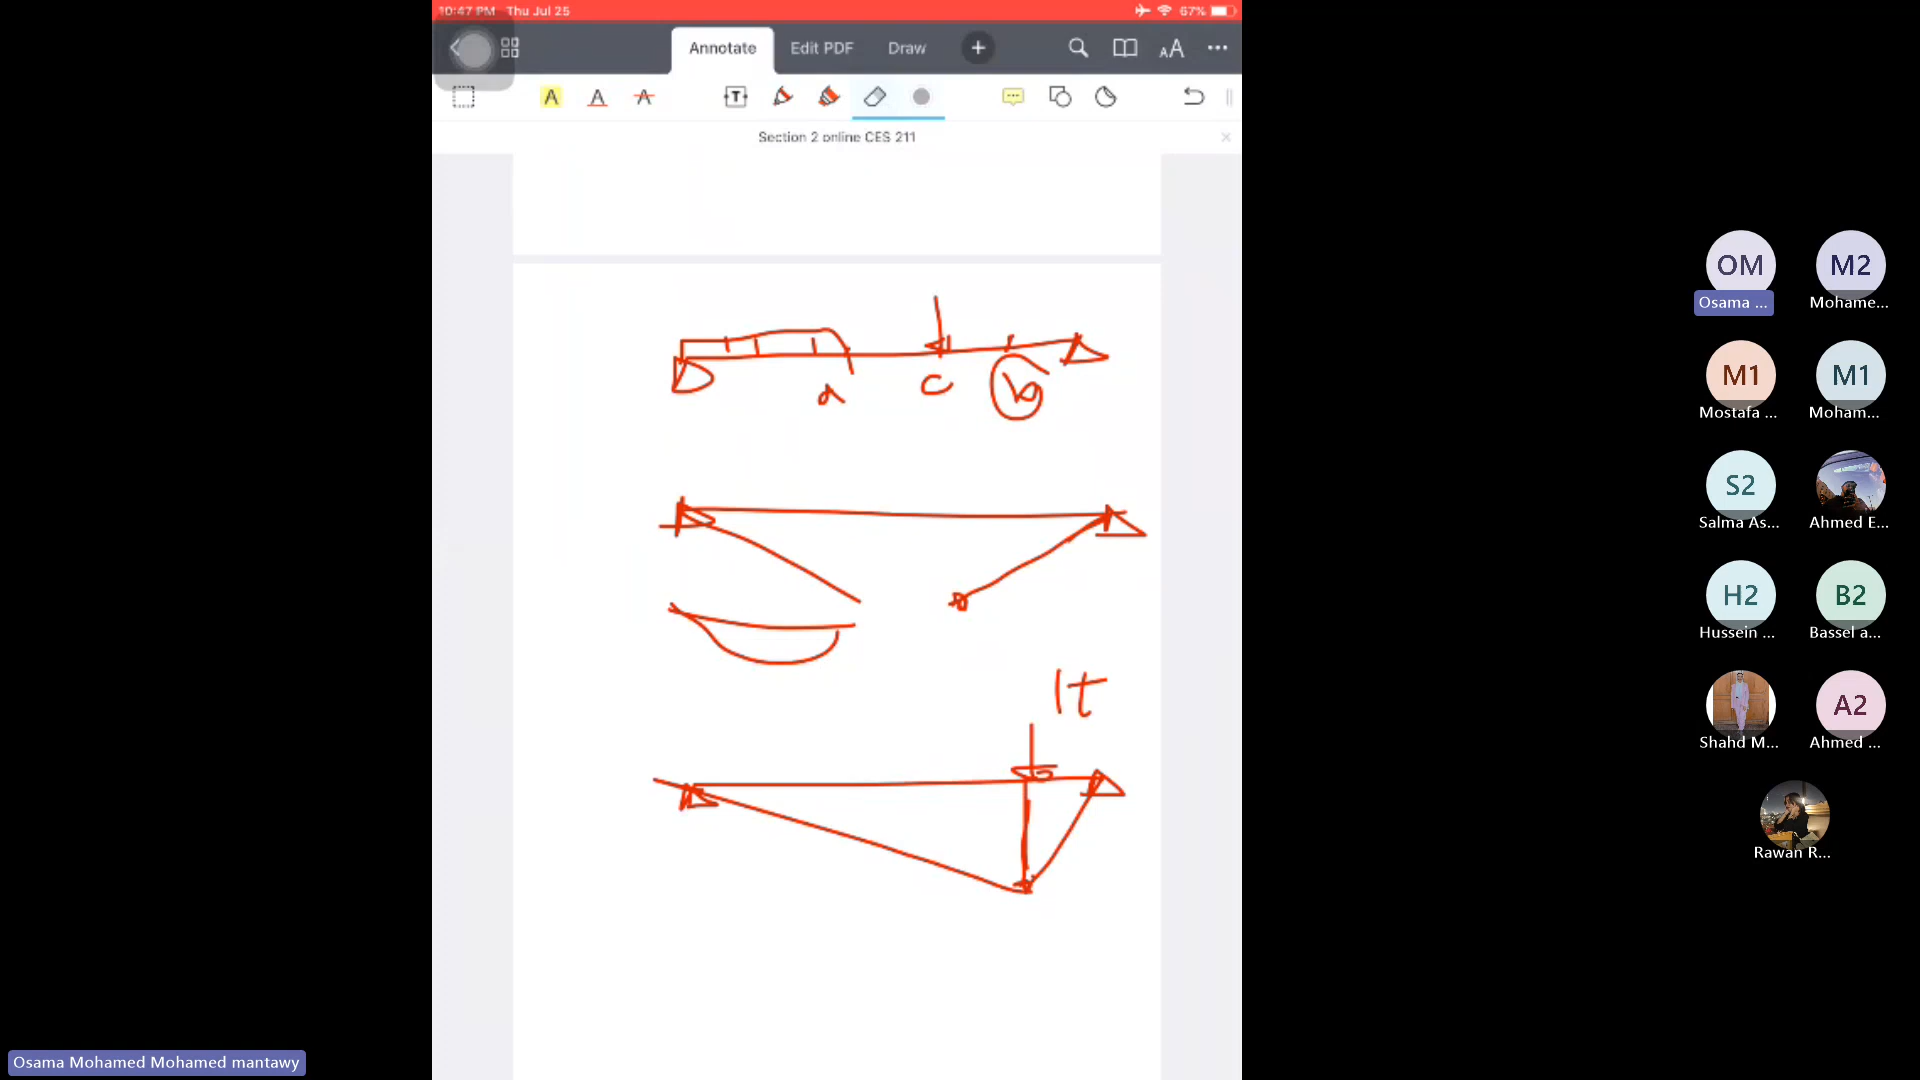 10:47 PM Thu Jul 25
67%
Annotate
Edit PDF
Draw
Section 2 online CES 211
a
c
b
1t
OM
M2
Osama ...
Mohame...
M1
M1
Mostafa ...
Moham...
S2
Salma As...
Ahmed E...
H2
B2
Hussein ...
Bassel a...
A2
Shahd M...
Ahmed ...
Rawan R...
Osama Mohamed Mohamed mantawy